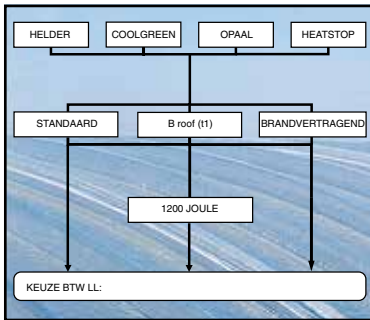 HELDER
COOLGREEN
OPAAL
HEATSTOP
STANDAARD
B roof (t1)
BRANDVERTRAGEND
1200 JOULE
KEUZE BTW LL: